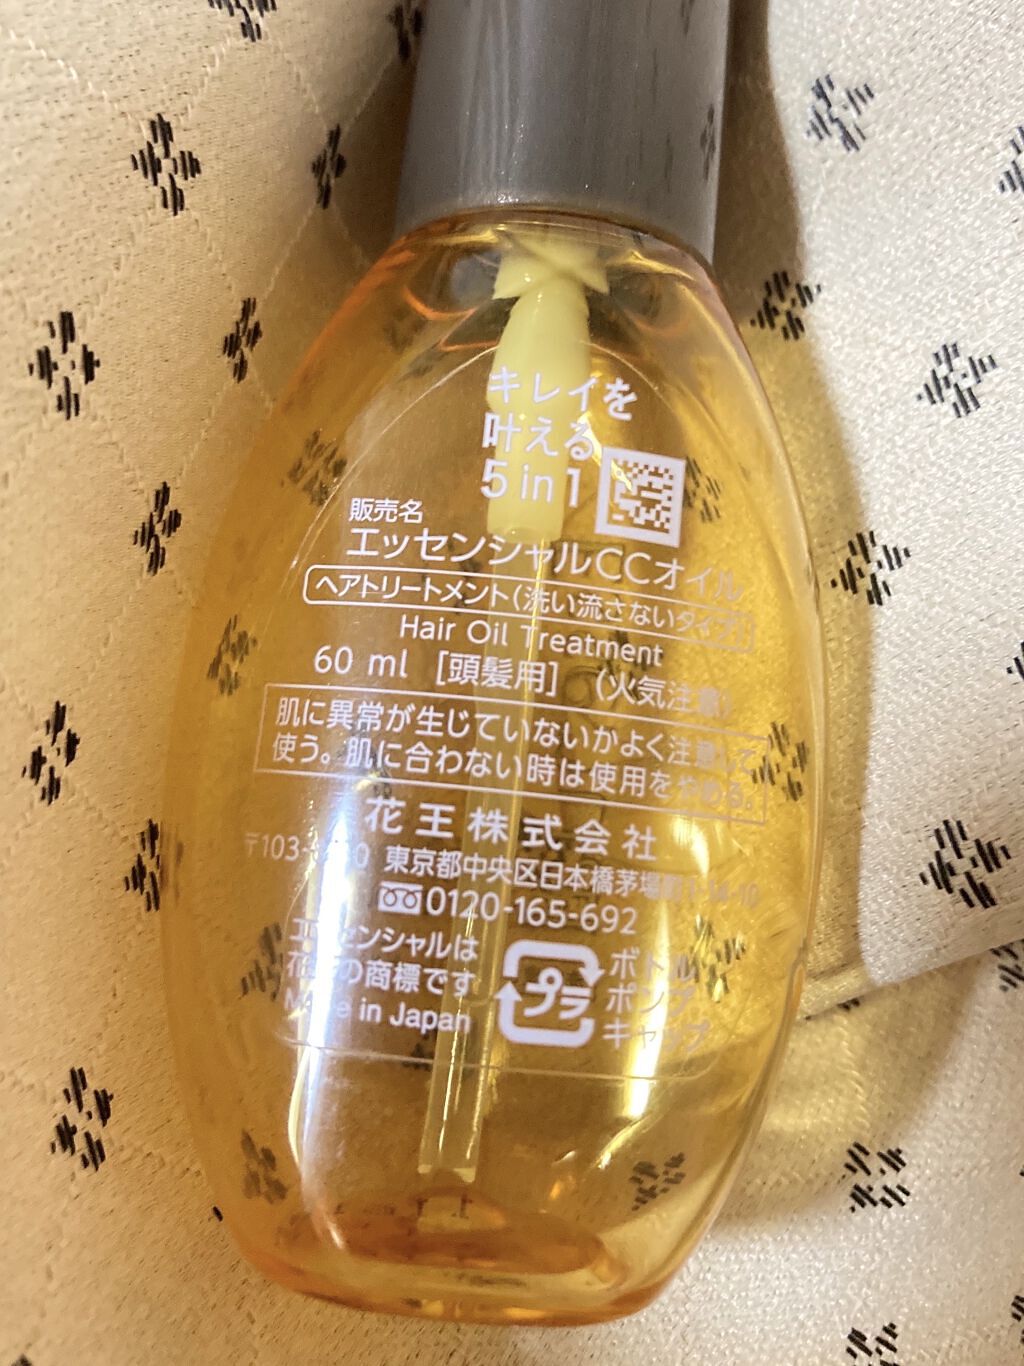 キレイを
叶える
5 in 1
販売名
エッセンシャルCCオイル
ヘアトリートメント(洗い流さないタイプ)
Hair Oil Treatment
60 ml [頭髪用] (火気注意)
肌に異常が生じていないかよく注意して
使う。肌に合わない時は使用をやめる。
花王株式会社
東京都中央区日本橋茅場町1-14-10
0120-165-692
エッセンシャルは
花王の商標です
プラ
ボトル
ポンプ
キャップ
Made in Japan